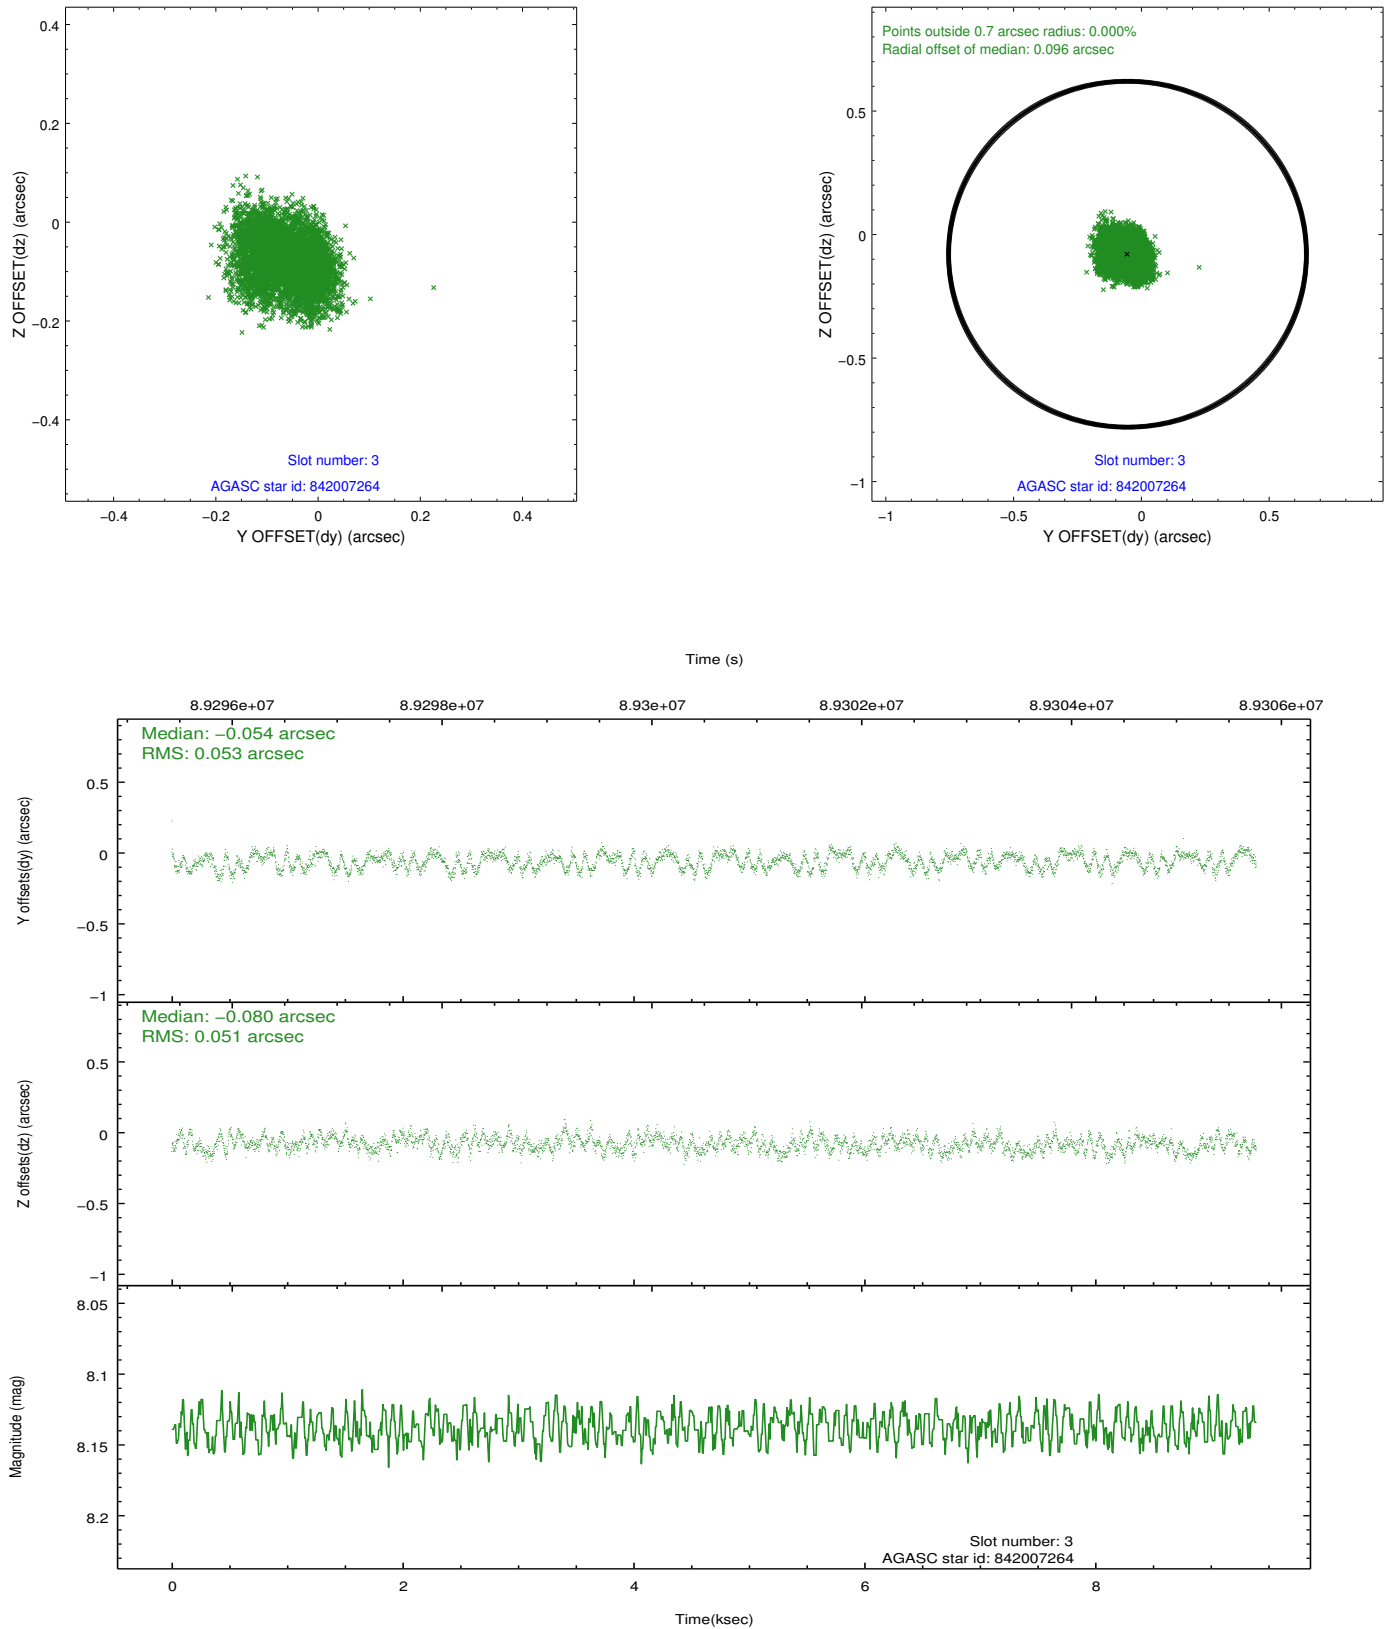 0.4
0.2
0
−0.2
−0.4
Z OFFSET(dz) (arcsec)
Slot number: 3
AGASC star id: 842007264
−0.4 −0.2 0 0.2 0.4
Y OFFSET(dy) (arcsec)
Points outside 0.7 arcsec radius: 0.000%
Radial offset of median: 0.096 arcsec
0.5
0
−0.5
−1
Z OFFSET(dz) (arcsec)
Slot number: 3
AGASC star id: 842007264
−1 −0.5 0 0.5
Y OFFSET(dy) (arcsec)
Time (s)
8.9296e+07 8.9298e+07 8.93e+07 8.9302e+07 8.9304e+07 8.9306e+07
Median: −0.054 arcsec
RMS: 0.053 arcsec
0.5
0
−0.5
−1
Y offsets(dy) (arcsec)
Median: −0.080 arcsec
RMS: 0.051 arcsec
0.5
0
−0.5
−1
Z offsets(dz) (arcsec)
8.05
8.1
8.15
8.2
Magnitude (mag)
Slot number: 3
AGASC star id: 842007264
0 2 4 6 8
Time(ksec)